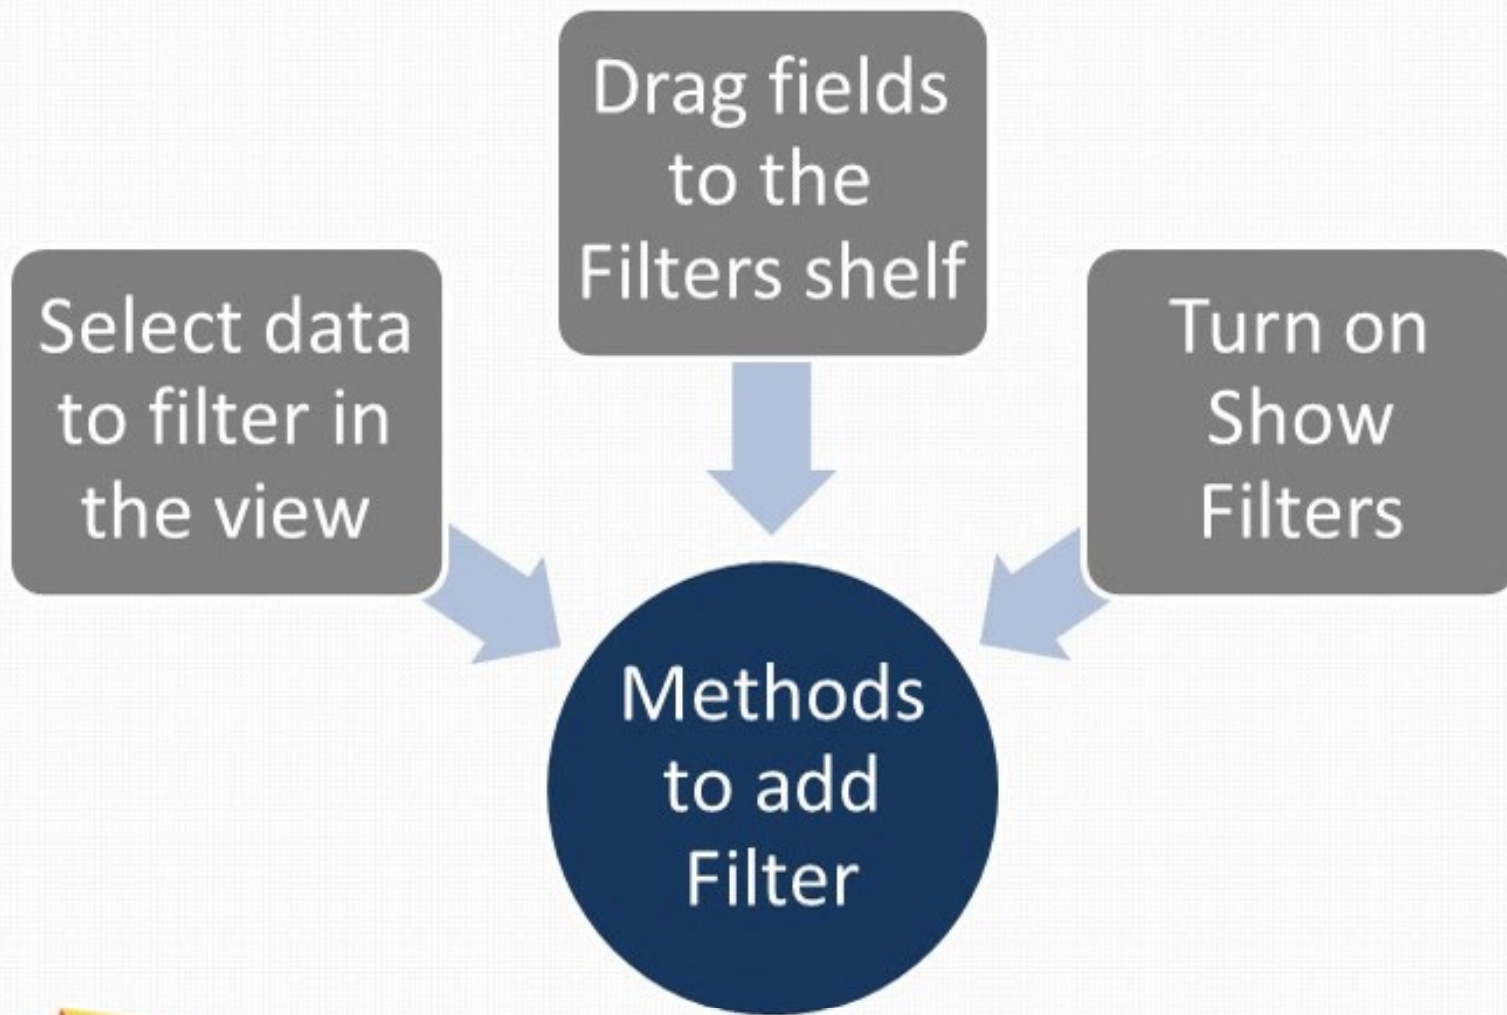 Drag fields
to the
Filters shelf
Select data
to filter in
the view
Turn on
Show
Filters
Methods
to add
Filter